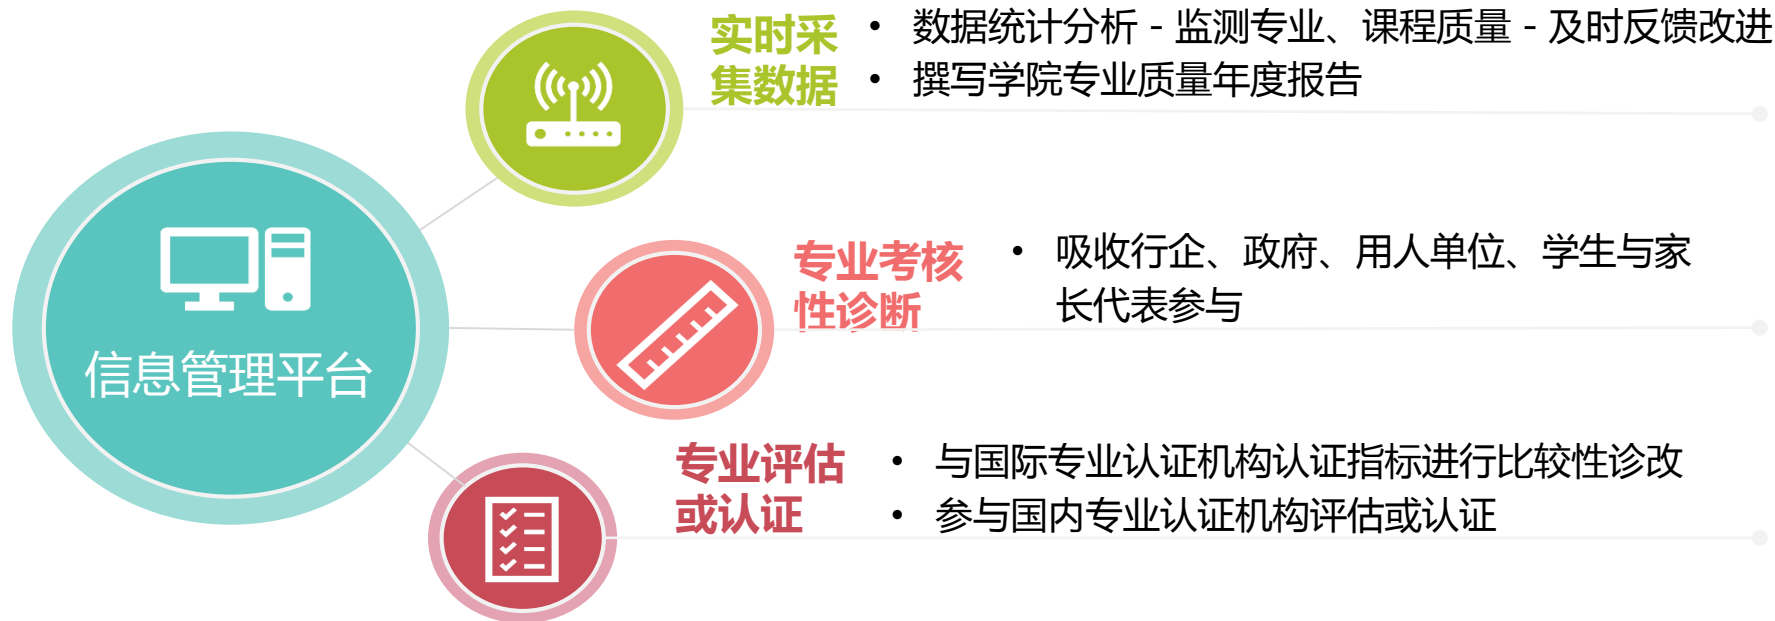 信息管理平台
实时采
集数据
• 数据统计分析 - 监测专业、课程质量 - 及时反馈改进
• 撰写学院专业质量年度报告
专业考核
性诊断
• 吸收行企、政府、用人单位、学生与家
长代表参与
专业评估
或认证
• 与国际专业认证机构认证指标进行比较性诊改
• 参与国内专业认证机构评估或认证